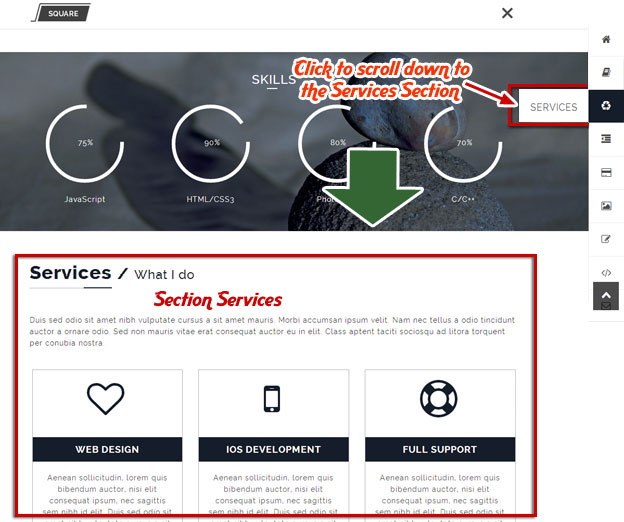 SQUARE
SKILLS
Click to scroll down to
the Services Section
SERVICES
75%
90%
80%
70%
JavaScript
HTML/CSS3
C/C++
Services / What I do
Section Services
Duis sed odio sit amet nibh vulputate cursus a sit amet mauris. Morbi accumsan ipsum velit. Nam nec tellus a odio tincidunt
auctor a ornare odio. Sed non mauris vitae erat consequat auctor eu in elit. Class aptent taciti sociosqu ad litora torquent
per conubia nostra
WEB DESIGN
IOS DEVELOPMENT
FULL SUPPORT
Aenean sollicitudin, lorem quis
bibendum auctor, nisi elit
consequat ipsum, nec sagittis
sem nibh id elit. Duis sed odio sit
Aenean sollicitudin, lorem quis
bibendum auctor, nisi elit
consequat ipsum, nec sagittis
sem nibh id elit. Duis sed odio sit
Aenean sollicitudin, lorem quis
bibendum auctor, nisi elit
consequat ipsum, nec sagittis
sem nibh id elit. Duis sed odio sit